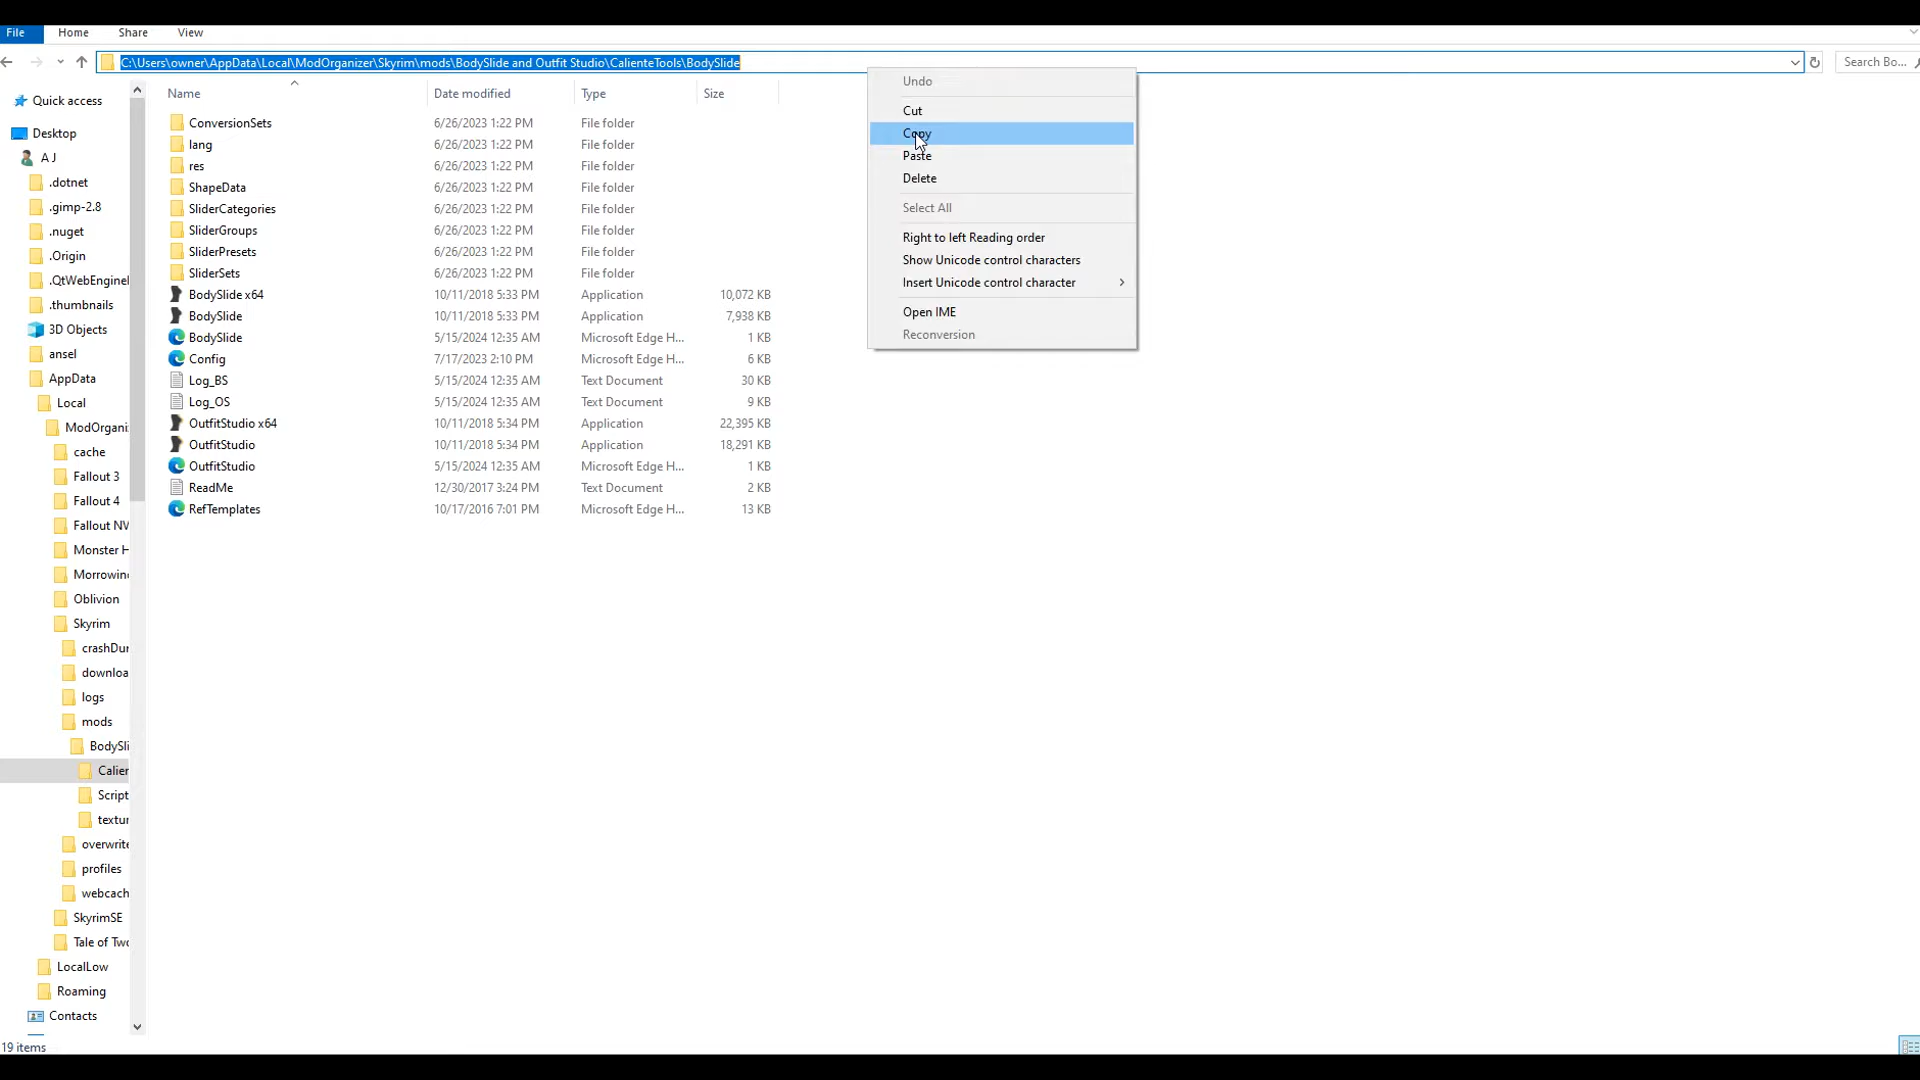 File Home Share View
C:\Users\owner\AppData\Local\ModOrganizer\Skyrim\mods\BodySlide and Outfit Studio\CalienteTools\BodySlide
Search Bo...
Name Date modified Type Size
Quick access
Desktop
A J
.dotnet
.gimp-2.8
.nuget
.Origin
.QtWebEngineI
.thumbnails
3D Objects
ansel
AppData
Local
ModOrgani
cache
Fallout 3
Fallout 4
Fallout NV
Monster H
Morrowin
Oblivion
Skyrim
crashDu
downloa
logs
mods
BodySli
Calier
Script
textur
overwrite
profiles
webcach
SkyrimSE
Tale of Two
LocalLow
Roaming
Contacts
ConversionSets 6/26/2023 1:22 PM File folder
lang 6/26/2023 1:22 PM File folder
res 6/26/2023 1:22 PM File folder
ShapeData 6/26/2023 1:22 PM File folder
SliderCategories 6/26/2023 1:22 PM File folder
SliderGroups 6/26/2023 1:22 PM File folder
SliderPresets 6/26/2023 1:22 PM File folder
SliderSets 6/26/2023 1:22 PM File folder
BodySlide x64 10/11/2018 5:33 PM Application 10,072 KB
BodySlide 10/11/2018 5:33 PM Application 7,938 KB
BodySlide 5/15/2024 12:35 AM Microsoft Edge H... 1 KB
Config 7/17/2023 2:10 PM Microsoft Edge H... 6 KB
Log_BS 5/15/2024 12:35 AM Text Document 30 KB
Log_OS 5/15/2024 12:35 AM Text Document 9 KB
OutfitStudio x64 10/11/2018 5:34 PM Application 22,395 KB
OutfitStudio 10/11/2018 5:34 PM Application 18,291 KB
OutfitStudio 5/15/2024 12:35 AM Microsoft Edge H... 1 KB
ReadMe 12/30/2017 3:24 PM Text Document 2 KB
RefTemplates 10/17/2016 7:01 PM Microsoft Edge H... 13 KB
Undo
Cut
Copy
Paste
Delete
Select All
Right to left Reading order
Show Unicode control characters
Insert Unicode control character
Open IME
Reconversion
19 items